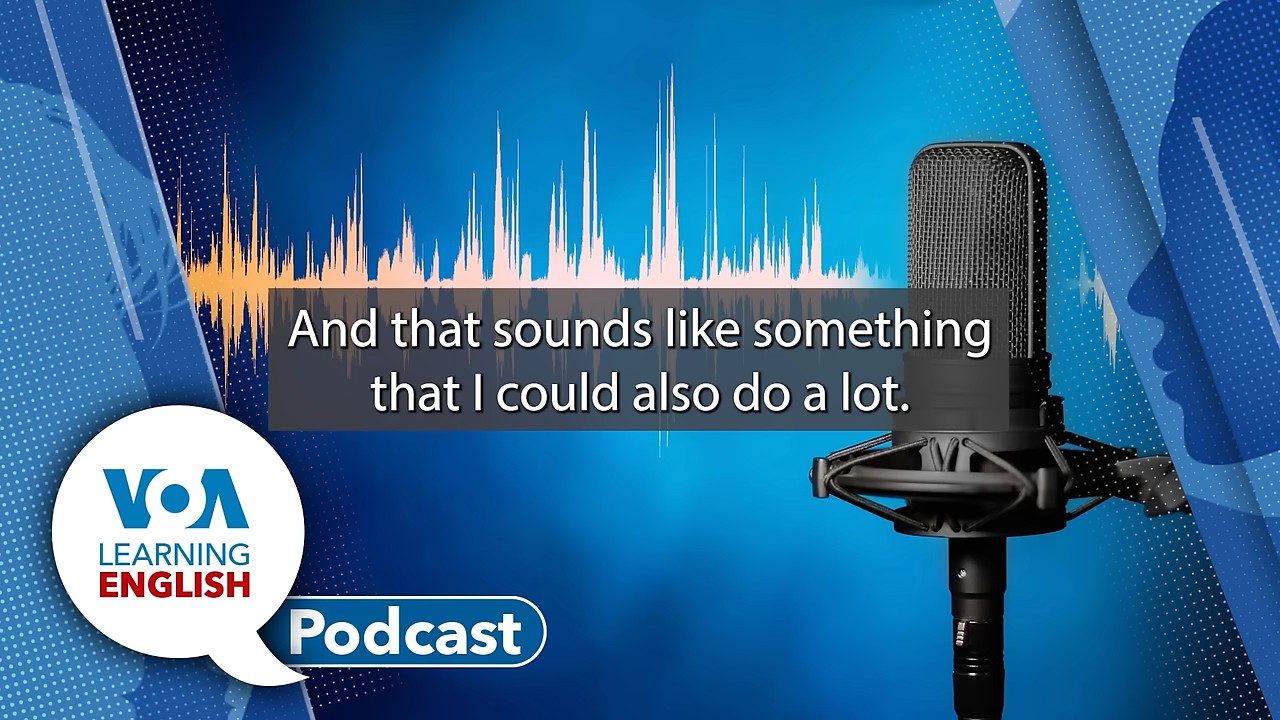 And that sounds like something
that I could also do a lot.
VOA
LEARNING
ENGLISH
Podcast